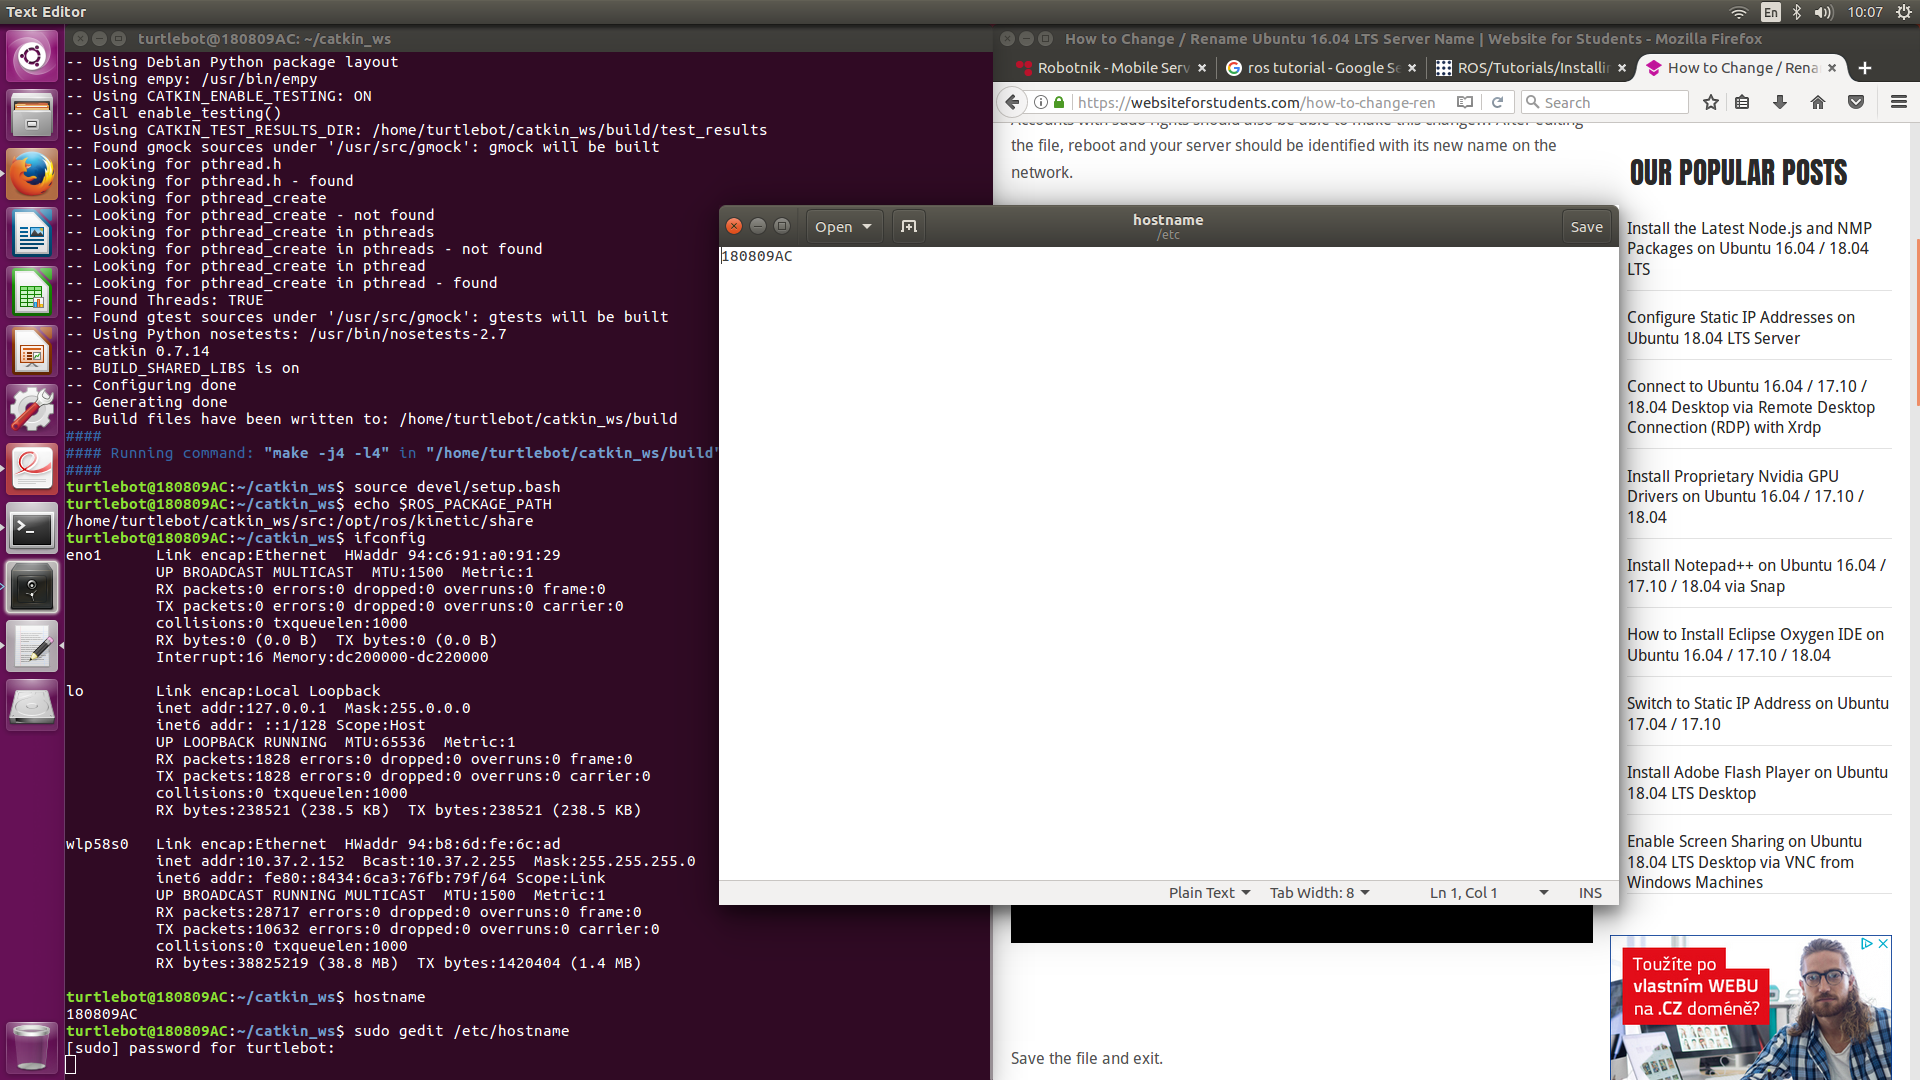 Text Editor
En
10:07
turtlebot@180809AC: ~/catkin_ws
-- Using Debian Python package layout
-- Using empy: /usr/bin/empy
-- Using CATKIN_ENABLE_TESTING: ON
-- Call enable_testing()
-- Using CATKIN_TEST_RESULTS_DIR: /home/turtlebot/catkin_ws/build/test_results
-- Found gmock sources under '/usr/src/gmock': gmock will be built
-- Looking for pthread.h
-- Looking for pthread.h - found
-- Looking for pthread_create
-- Looking for pthread_create - not found
-- Looking for pthread_create in pthreads
-- Looking for pthread_create in pthreads - not found
-- Looking for pthread_create in pthread
-- Looking for pthread_create in pthread - found
-- Found Threads: TRUE
-- Found gtest sources under '/usr/src/gmock': gtests will be built
-- Using Python nosetests: /usr/bin/nosetests-2.7
-- catkin 0.7.14
-- BUILD_SHARED_LIBS is on
-- Configuring done
-- Generating done
-- Build files have been written to: /home/turtlebot/catkin_ws/build
####
#### Running command: "make -j4 -l4" in "/home/turtlebot/catkin_ws/build"
####
turtlebot@180809AC:~/catkin_ws$ source devel/setup.bash
turtlebot@180809AC:~/catkin_ws$ echo $ROS_PACKAGE_PATH
/home/turtlebot/catkin_ws/src:/opt/ros/kinetic/share
turtlebot@180809AC:~/catkin_ws$ ifconfig
eno1      Link encap:Ethernet  HWaddr 94:c6:91:a0:91:29
          UP BROADCAST MULTICAST  MTU:1500  Metric:1
          RX packets:0 errors:0 dropped:0 overruns:0 frame:0
          TX packets:0 errors:0 dropped:0 overruns:0 carrier:0
          collisions:0 txqueuelen:1000
          RX bytes:0 (0.0 B)  TX bytes:0 (0.0 B)
          Interrupt:16 Memory:dc200000-dc220000
lo        Link encap:Local Loopback
          inet addr:127.0.0.1  Mask:255.0.0.0
          inet6 addr: ::1/128 Scope:Host
          UP LOOPBACK RUNNING  MTU:65536  Metric:1
          RX packets:1828 errors:0 dropped:0 overruns:0 frame:0
          TX packets:1828 errors:0 dropped:0 overruns:0 carrier:0
          collisions:0 txqueuelen:1000
          RX bytes:238521 (238.5 KB)  TX bytes:238521 (238.5 KB)
wlp58s0   Link encap:Ethernet  HWaddr 94:b8:6d:fe:6c:ad
          inet addr:10.37.2.152  Bcast:10.37.2.255  Mask:255.255.255.0
          inet6 addr: fe80::8434:6ca3:76fb:79f/64 Scope:Link
          UP BROADCAST RUNNING MULTICAST  MTU:1500  Metric:1
          RX packets:28717 errors:0 dropped:0 overruns:0 frame:0
          TX packets:10632 errors:0 dropped:0 overruns:0 carrier:0
          collisions:0 txqueuelen:1000
          RX bytes:38825219 (38.8 MB)  TX bytes:1420404 (1.4 MB)
turtlebot@180809AC:~/catkin_ws$ hostname
180809AC
turtlebot@180809AC:~/catkin_ws$ sudo gedit /etc/hostname
[sudo] password for turtlebot:
How to Change / Rename Ubuntu 16.04 LTS Server Name | Website for Students - Mozilla Firefox
Robotnik - Mobile Serv
ros tutorial - Google Se
ROS/Tutorials/Installin
How to Change / Rena
https://websiteforstudents.com/how-to-change-ren
Search
Accounts with sudo rights should also be able to make this change... After editing
the file, reboot and your server should be identified with its new name on the
network.
Open
hostname
/etc
Save
180809AC
Plain Text
Tab Width: 8
Ln 1, Col 1
INS
Save the file and exit.
OUR POPULAR POSTS
Install the Latest Node.js and NMP
Packages on Ubuntu 16.04 / 18.04
LTS
Configure Static IP Addresses on
Ubuntu 18.04 LTS Server
Connect to Ubuntu 16.04 / 17.10 /
18.04 Desktop via Remote Desktop
Connection (RDP) with Xrdp
Install Proprietary Nvidia GPU
Drivers on Ubuntu 16.04 / 17.10 /
18.04
Install Notepad++ on Ubuntu 16.04 /
17.10 / 18.04 via Snap
How to Install Eclipse Oxygen IDE on
Ubuntu 16.04 / 17.10 / 18.04
Switch to Static IP Address on Ubuntu
17.04 / 17.10
Install Adobe Flash Player on Ubuntu
18.04 LTS Desktop
Enable Screen Sharing on Ubuntu
18.04 LTS Desktop via VNC from
Windows Machines
Toužíte po
vlastním WEBU
na .CZ doméně?